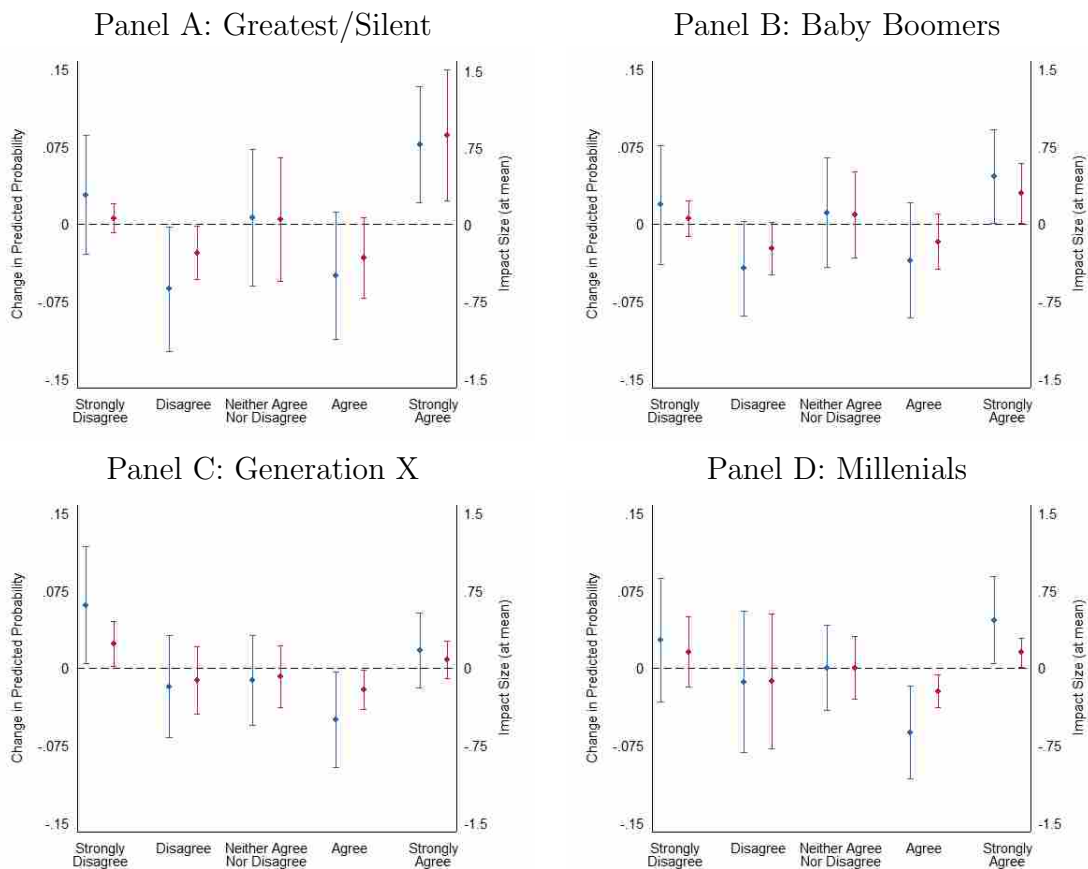 Panel A: Greatest/Silent
Change in Predicted Probability
.15
.075
0
-.075
-.15
1.5
.75
0
-.75
-1.5
Impact Size (at mean)
Strongly
Disagree
Disagree
Neither Agree
Nor Disagree
Agree
Strongly
Agree
Panel B: Baby Boomers
Change in Predicted Probability
.15
.075
0
-.075
-.15
1.5
.75
0
-.75
-1.5
Impact Size (at mean)
Strongly
Disagree
Disagree
Neither Agree
Nor Disagree
Agree
Strongly
Agree
Panel C: Generation X
Change in Predicted Probability
.15
.075
0
-.075
-.15
1.5
.75
0
-.75
-1.5
Impact Size (at mean)
Strongly
Disagree
Disagree
Neither Agree
Nor Disagree
Agree
Strongly
Agree
Panel D: Millenials
Change in Predicted Probability
.15
.075
0
-.075
-.15
1.5
.75
0
-.75
-1.5
Impact Size (at mean)
Strongly
Disagree
Disagree
Neither Agree
Nor Disagree
Agree
Strongly
Agree